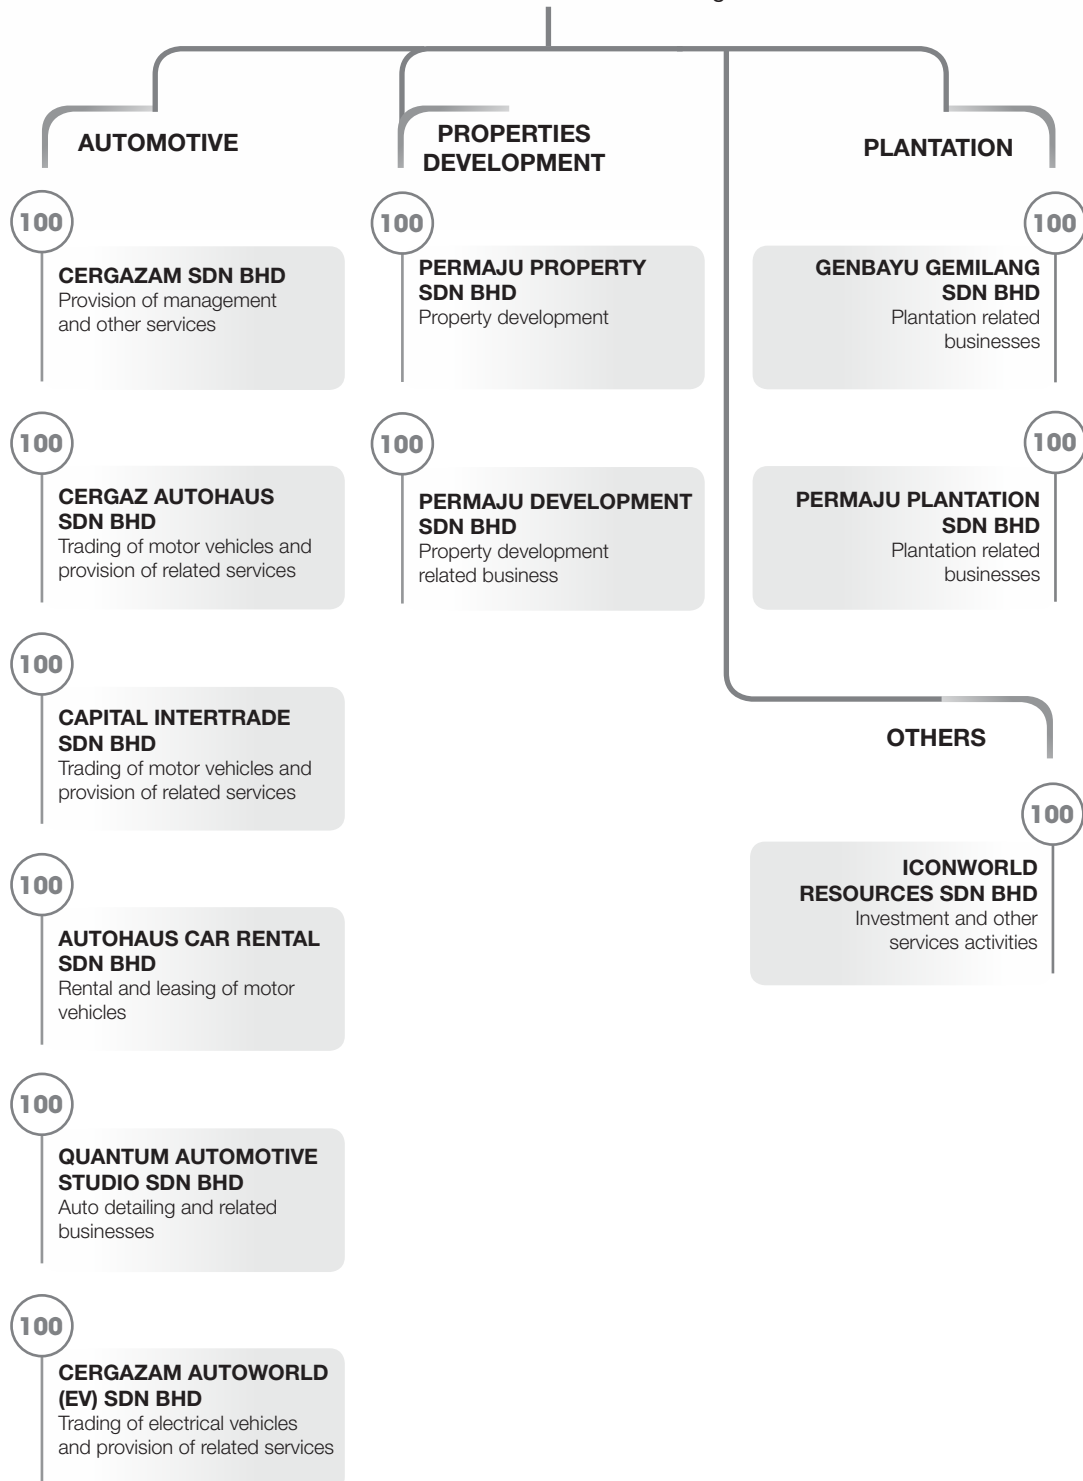 AUTOMOTIVE
100
CERGAZAM SDN BHD
Provision of management
and other services
100
CERGAZ AUTOHAUS
SDN BHD
Trading of motor vehicles and
provision of related services
100
CAPITAL INTERTRADE
SDN BHD
Trading of motor vehicles and
provision of related services
100
AUTOHAUS CAR RENTAL
SDN BHD
Rental and leasing of motor
vehicles
100
QUANTUM AUTOMOTIVE
STUDIO SDN BHD
Auto detailing and related
businesses
100
CERGAZAM AUTOWORLD
(EV) SDN BHD
Trading of electrical vehicles
and provision of related services
PROPERTIES
DEVELOPMENT
100
PERMAJU PROPERTY
SDN BHD
Property development
100
PERMAJU DEVELOPMENT
SDN BHD
Property development
related business
PLANTATION
100
GENBAYU GEMILANG
SDN BHD
Plantation related
businesses
100
PERMAJU PLANTATION
SDN BHD
Plantation related
businesses
OTHERS
100
ICONWORLD
RESOURCES SDN BHD
Investment and other
services activities